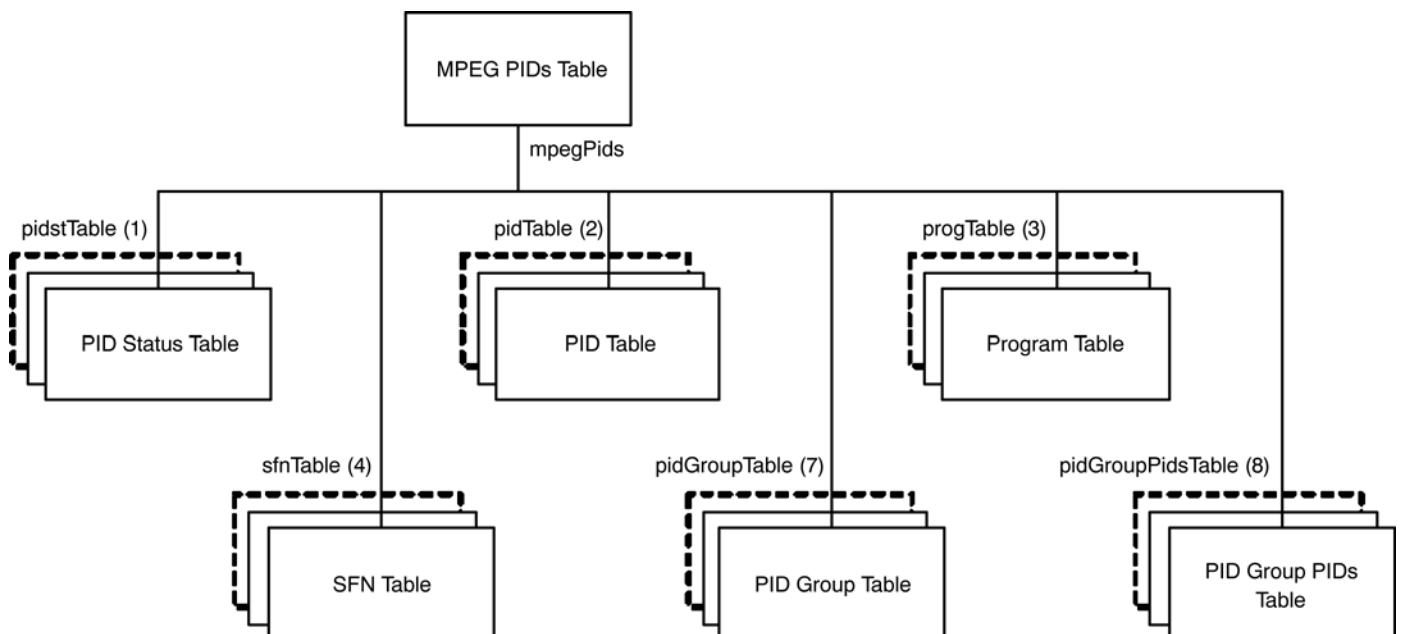 MPEG PIDs Table
mpegPids
pidstTable (1)
pidTable (2)
progTable (3)
PID Status Table
PID Table
Program Table
sfnTable (4)
pidGroupTable (7)
pidGroupPidsTable (8)
SFN Table
PID Group Table
PID Group PIDs
Table